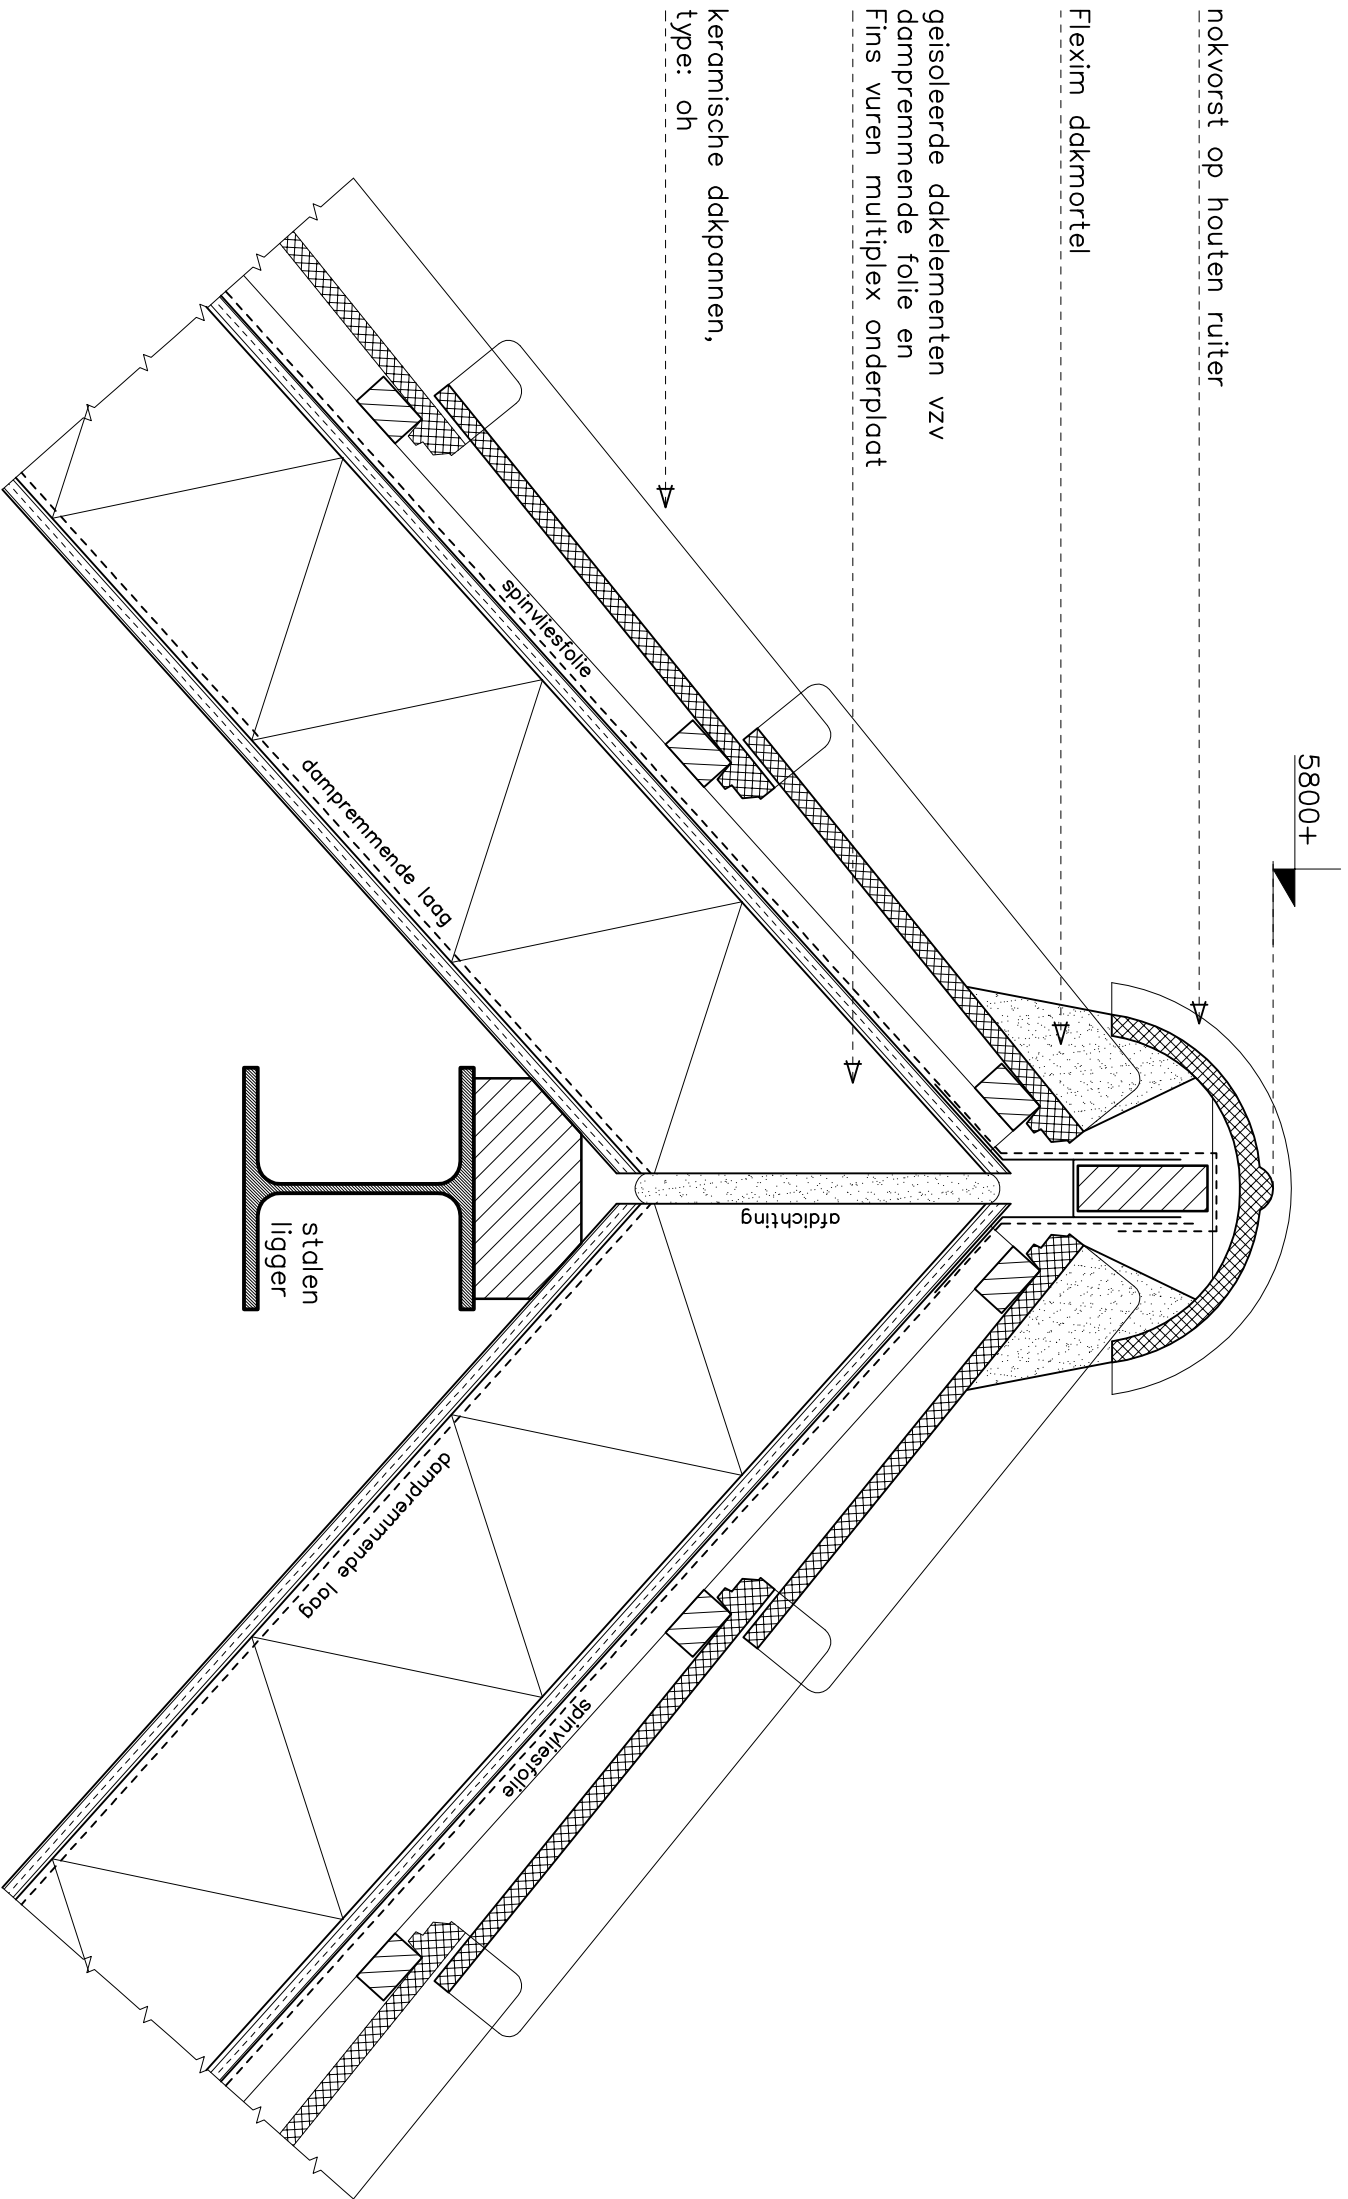 5800+
nokvorst op houten ruiter
Flexim dakmortel
geisoleerde dakelementen vzv
dampremmende folie en
Fins vuren multiplex onderplaat
keramische dakpannen,
type: oh
spinvliesfolie
dampremmende laag
afdichting
stalen
ligger
dampremmende laag
spinvliesfolie